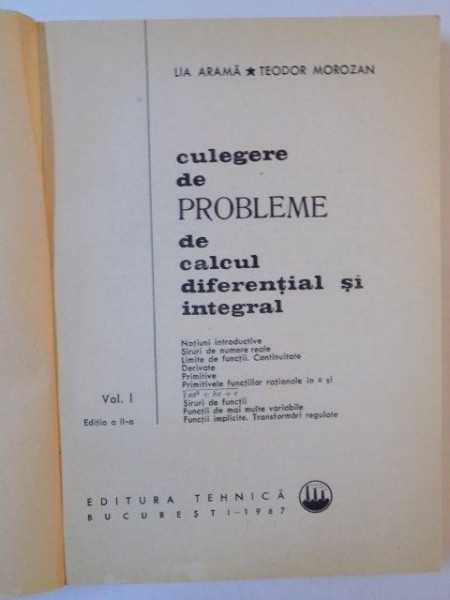 LIA ARAMĂ ★ TEODOR MOROZAN
culegere
de
PROBLEME
de
calcul
diferențial și
integral
Noțiuni introductive
Șiruri de numere reale
Limite de funcții. Continuitate
Derivate
Primitive
Primitivele funcțiilor raționale în x și
√ax² + bx + c
Șiruri de funcții
Funcții de mai multe variabile
Funcții implicite. Transformări regulate
Vol. I
Ediția a II-a
EDITURA TEHNICĂ
BUCUREȘTI—1967